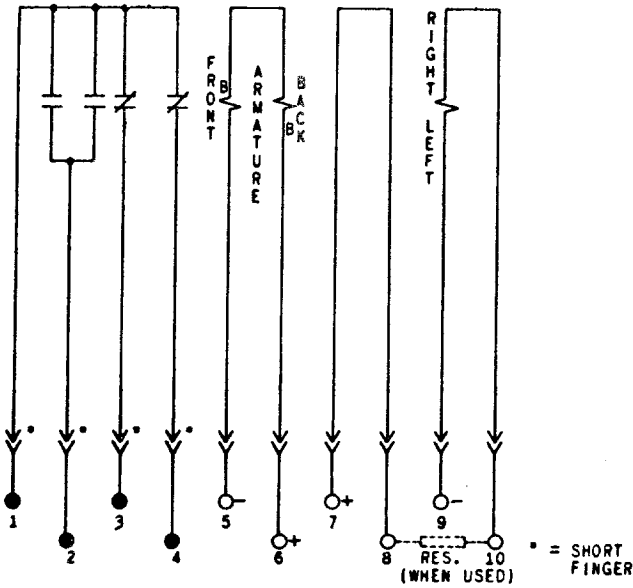 FRONT
B
ARMATURE
BACK
B
RIGHT
LEFT
* * * *
1 3 5 - 7 + 9 -
2 4 6 + 8 10
RES.
(WHEN USED)
* = SHORT
FINGER